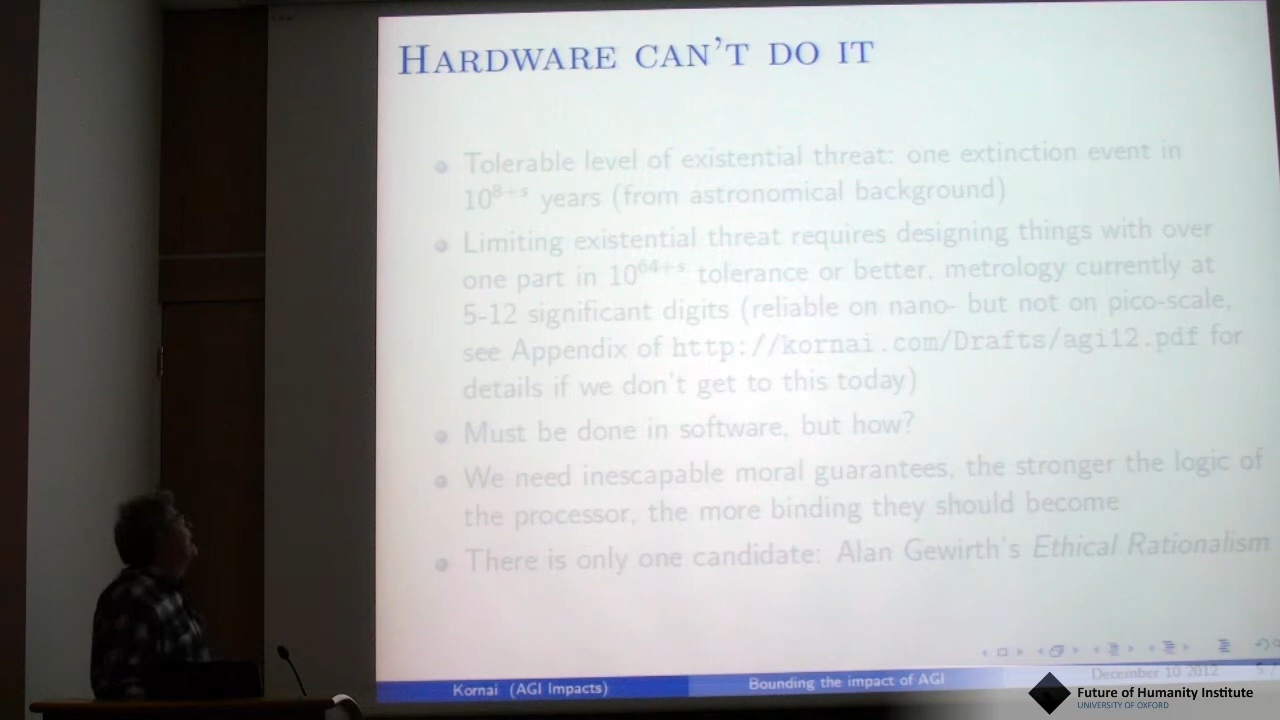 HARDWARE CAN'T DO IT
Tolerable level of existential threat: one extinction event in
10^8+s years (from astronomical background)
Limiting existential threat requires designing things with over
one part in 10^64+s tolerance or better, metrology currently at
5-12 significant digits (reliable on nano- but not on pico-scale,
see Appendix of http://kornai.com/Drafts/agi12.pdf for
details if we don't get to this today)
Must be done in software, but how?
We need inescapable moral guarantees, the stronger the logic of
the processor, the more binding they should become
There is only one candidate: Alan Gewirth's Ethical Rationalism
Kornai (AGI Impacts)
Bounding the impact of AGI
December 10 2012
Future of Humanity Institute
UNIVERSITY OF OXFORD